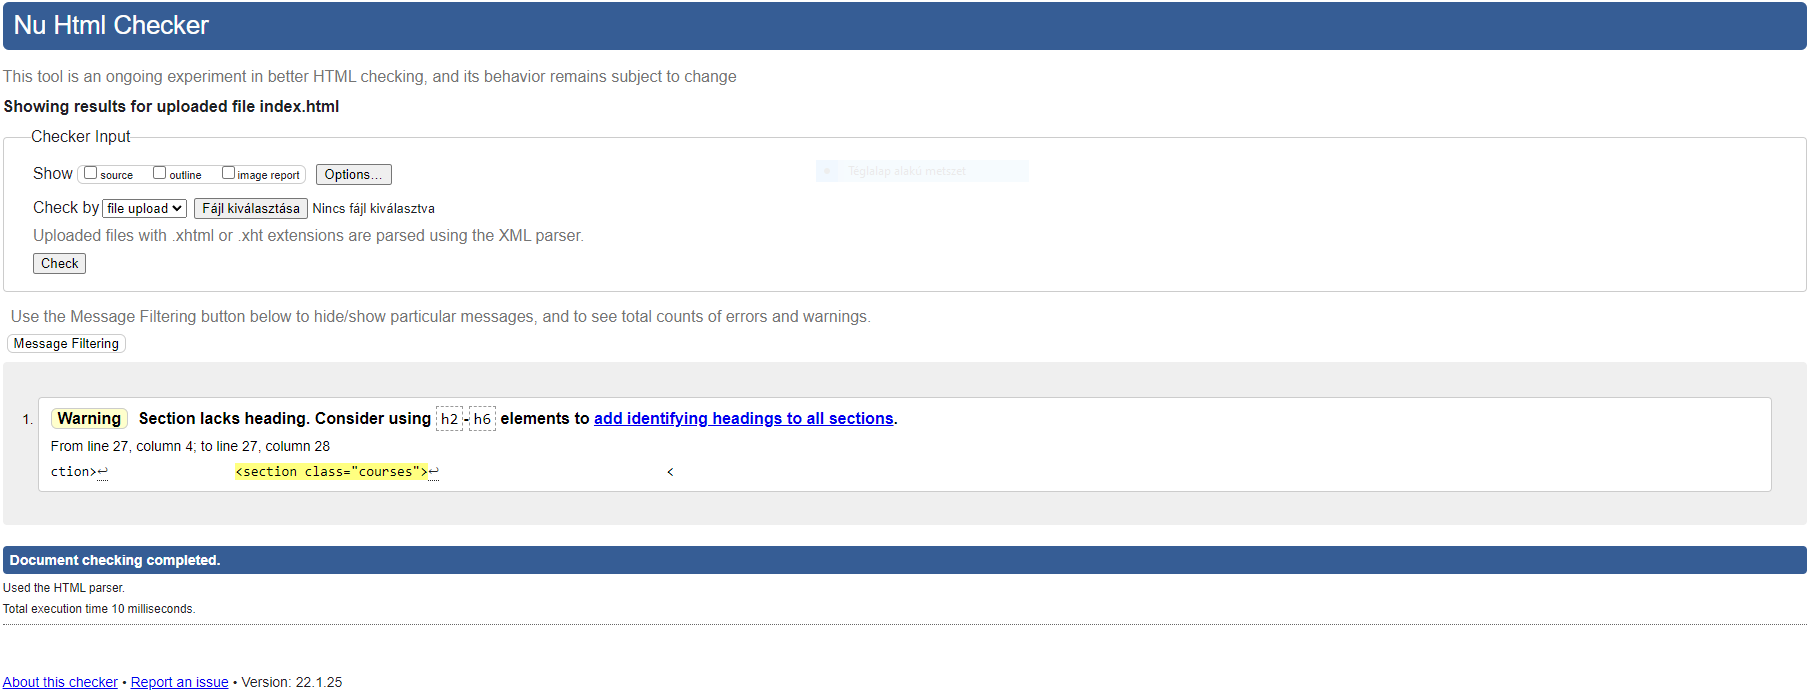 Nu Html Checker
This tool is an ongoing experiment in better HTML checking, and its behavior remains subject to change
Showing results for uploaded file index.html
Checker Input
Show source outline image report Options...
Téglalap alakú metszet
Check by file upload Fájl kiválasztása Nincs fájl kiválasztva
Uploaded files with .xhtml or .xht extensions are parsed using the XML parser.
Check
Use the Message Filtering button below to hide/show particular messages, and to see total counts of errors and warnings.
Message Filtering
1. Warning Section lacks heading. Consider using h2-h6 elements to add identifying headings to all sections.
From line 27, column 4; to line 27, column 28
ction>↩ <section class="courses">↩ <
Document checking completed.
Used the HTML parser.
Total execution time 10 milliseconds.
About this checker • Report an issue • Version: 22.1.25